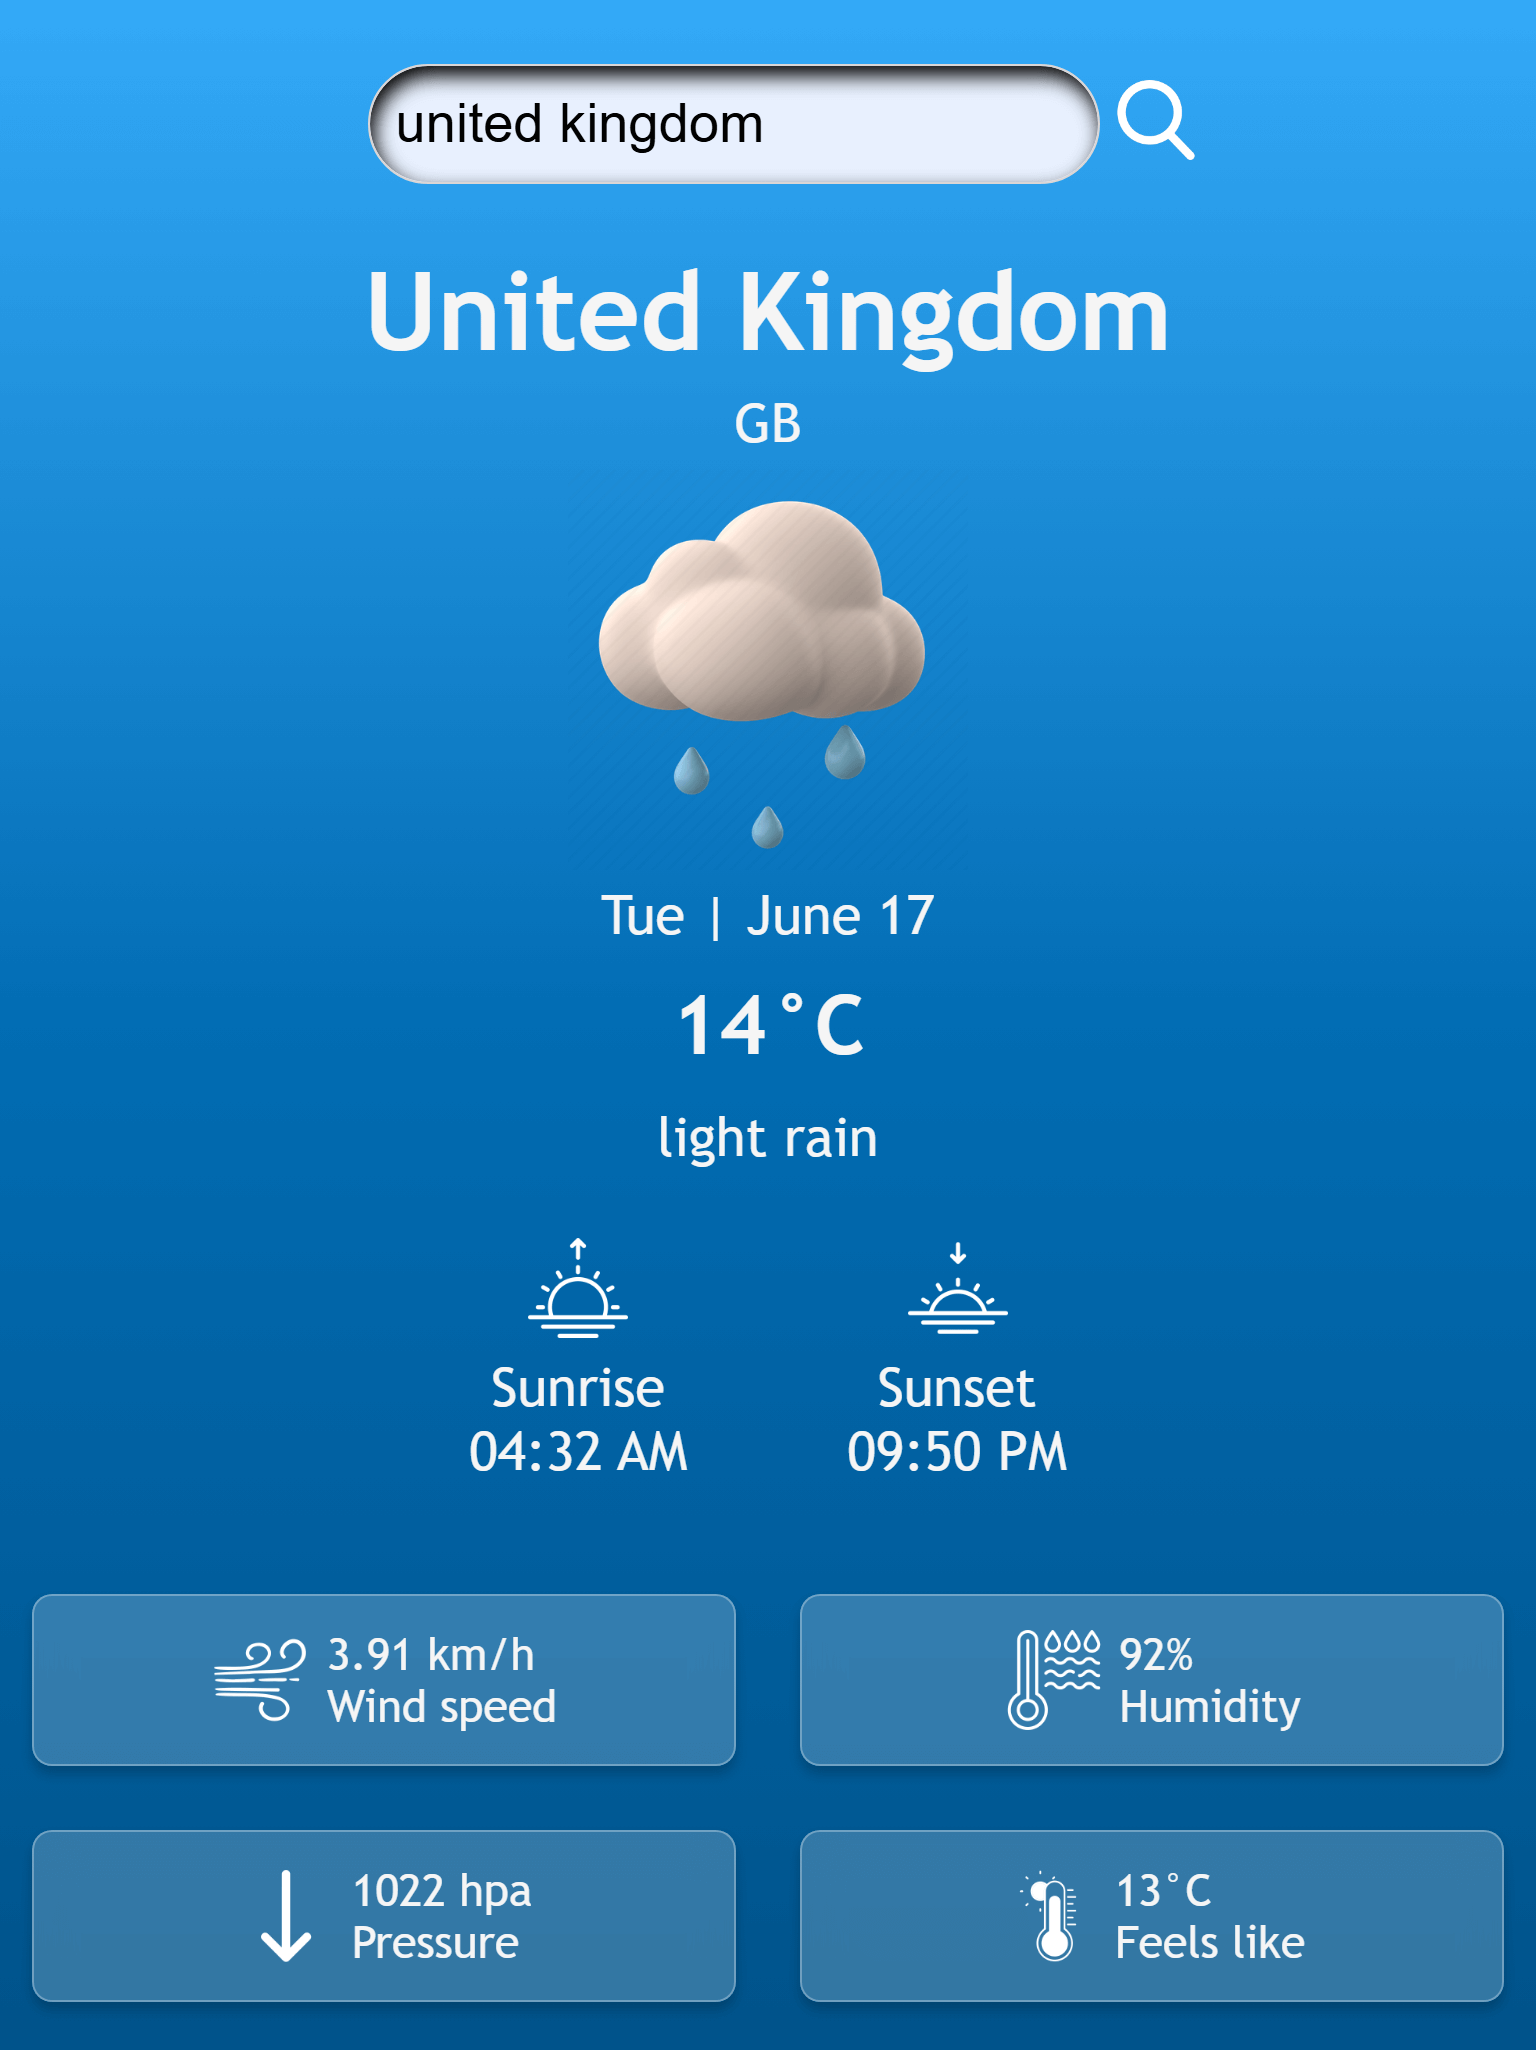 united kingdom
United Kingdom
GB
Tue | June 17
14°C
light rain
Sunrise
04:32 AM
Sunset
09:50 PM
3.91 km/h
Wind speed
92%
Humidity
1022 hpa
Pressure
13°C
Feels like